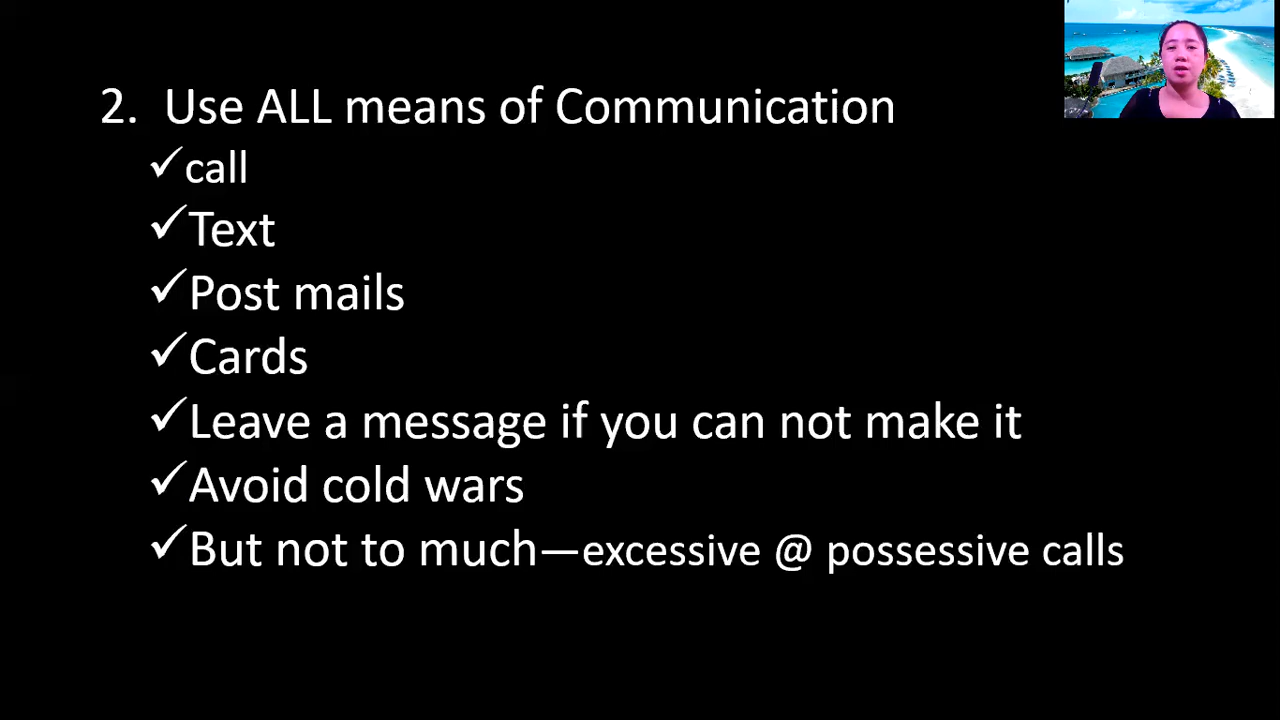 2. Use ALL means of Communication
✓call
✓Text
✓Post mails
✓Cards
✓Leave a message if you can not make it
✓Avoid cold wars
✓But not to much—excessive @ possessive calls